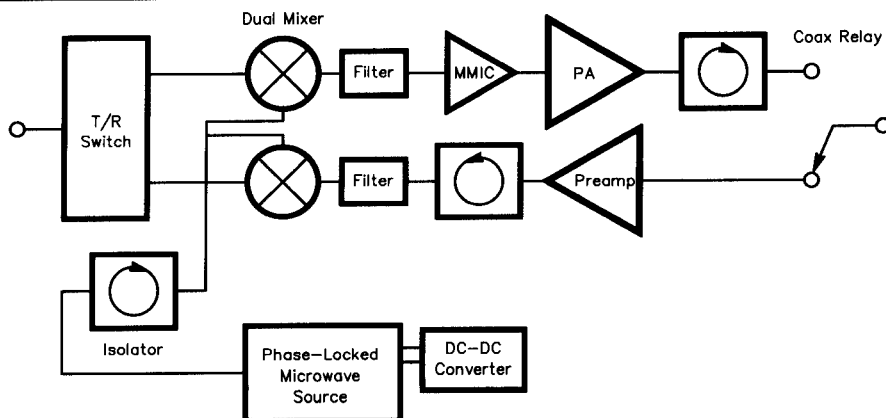 Dual Mixer
Coax Relay
T/R
Switch
Filter
MMIC
PA
Filter
Preamp
Isolator
Phase-Locked
Microwave
Source
DC-DC
Converter